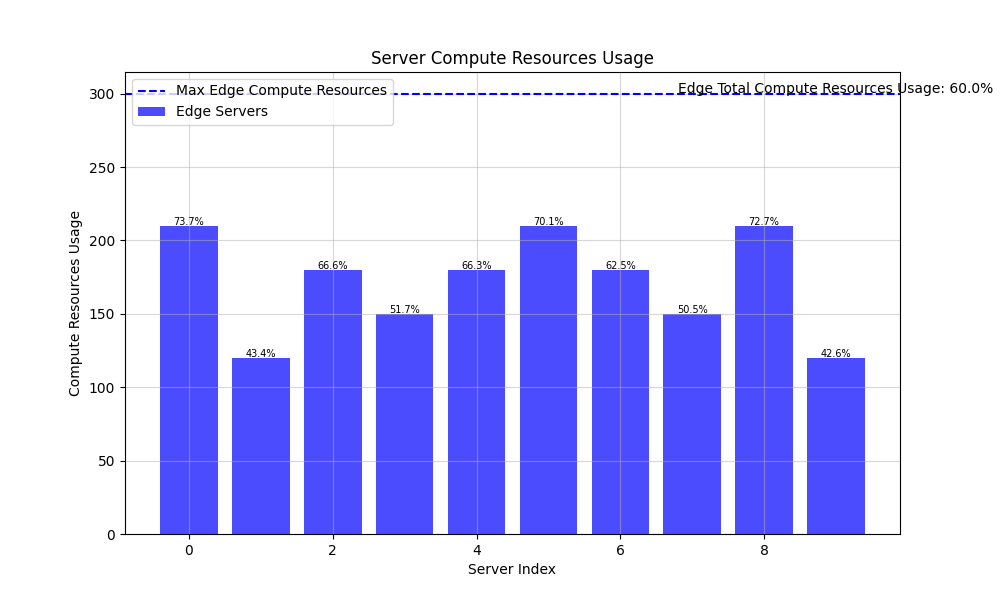 Server Compute Resources Usage
Max Edge Compute Resources
Edge Servers
Edge Total Compute Resources Usage: 60.0%
Compute Resources Usage
300
250
200
150
100
50
0
73.7%
43.4%
66.6%
51.7%
66.3%
70.1%
62.5%
50.5%
72.7%
42.6%
0 2 4 6 8
Server Index